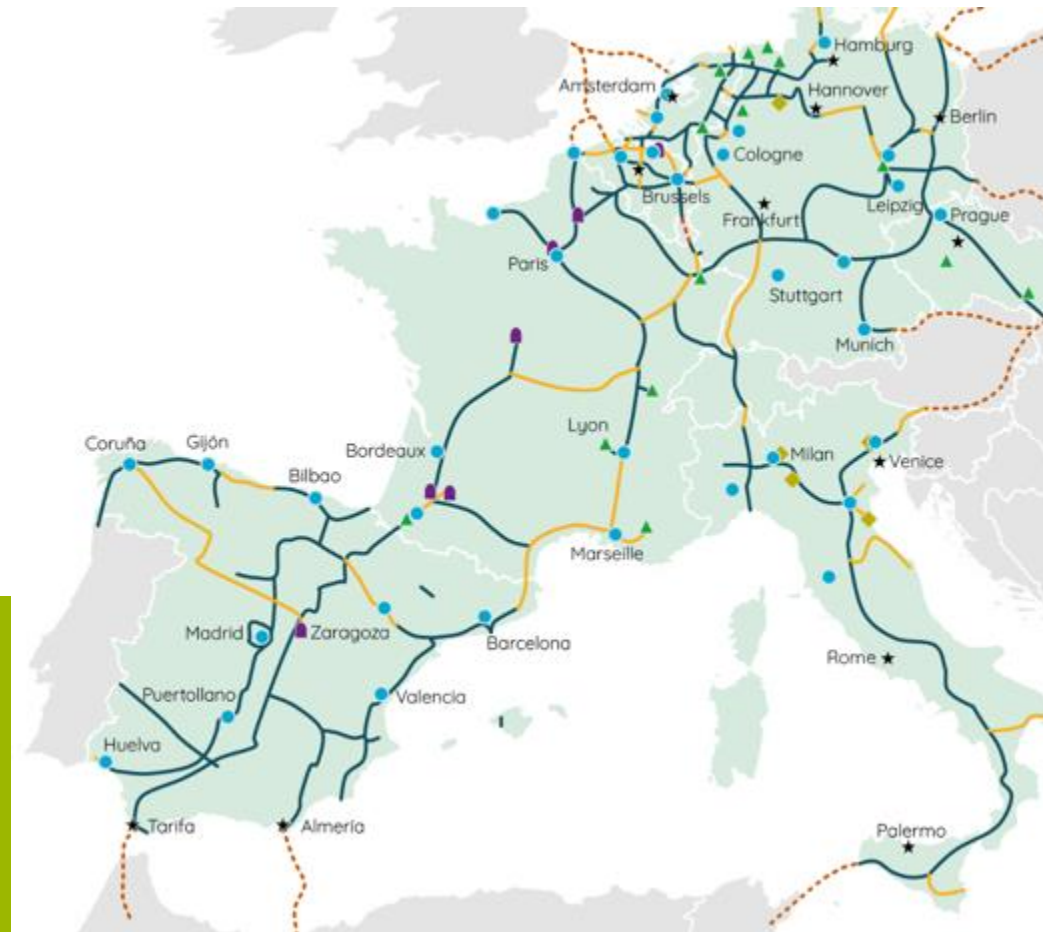 Hamburg
Amsterdam
Hannover
Berlin
Cologne
Brussels
Leipzig
Prague
Frankfurt
Paris
Stuttgart
Munich
Lyon
Coruña
Gijón
Bordeaux
Milan
Venice
Bilbao
Marseille
Madrid
Zaragoza
Barcelona
Rome
Puertollano
Valencia
Huelva
Tarifa
Almería
Palermo